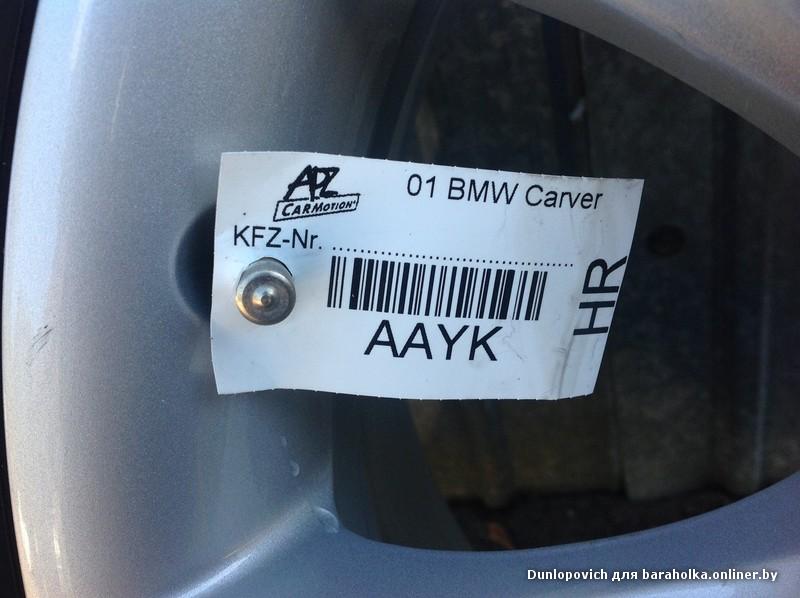 APZ
CARMOTION
01 BMW Carver
KFZ-Nr. ........................................
AAYK
HR
Dunlopovich для baraholka.onliner.by